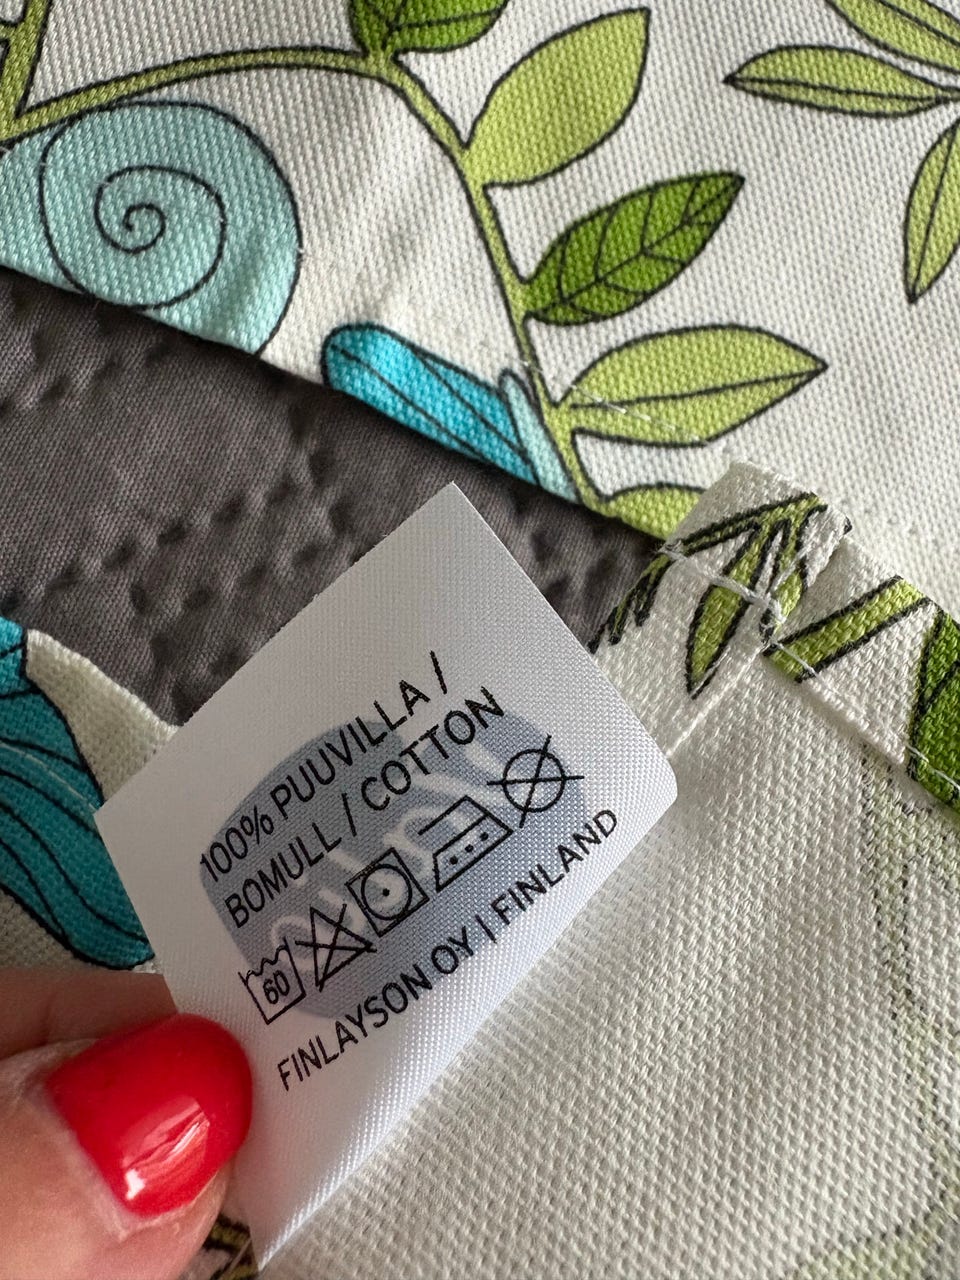 100% PUUVILLA /
BOMULL / COTTON
60
FINLAYSON OY | FINLAND